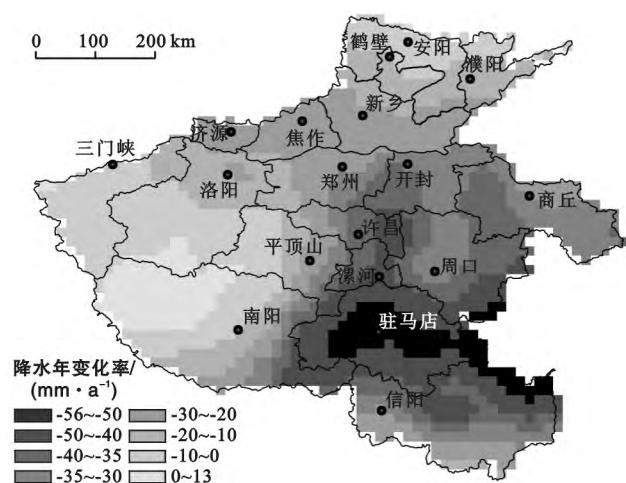 0 100 200 km
鹤壁
安阳
濮阳
新乡
济源
焦作
三门峡
洛阳
郑州
开封
商丘
许昌
平顶山
漯河
周口
驻马店
南阳
信阳
降水年变化率/
(mm·a⁻¹)
-56~-50
-50~-40
-40~-35
-35~-30
-30~-20
-20~-10
-10~0
0~13